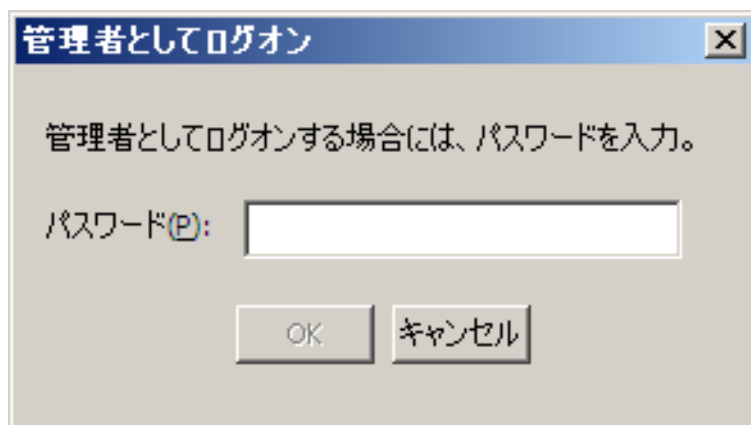 管理者としてログオン
管理者としてログオンする場合には、パスワードを入力。
パスワード(P):
OK キャンセル